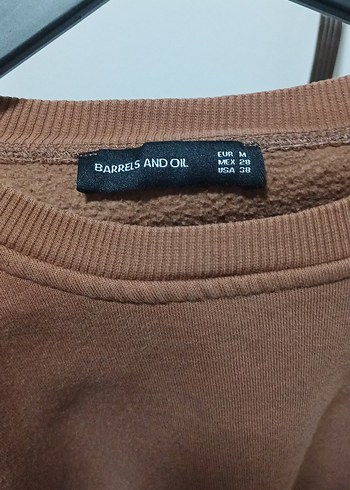 BARRELS AND OIL
EUR M
MEX 28
USA 38